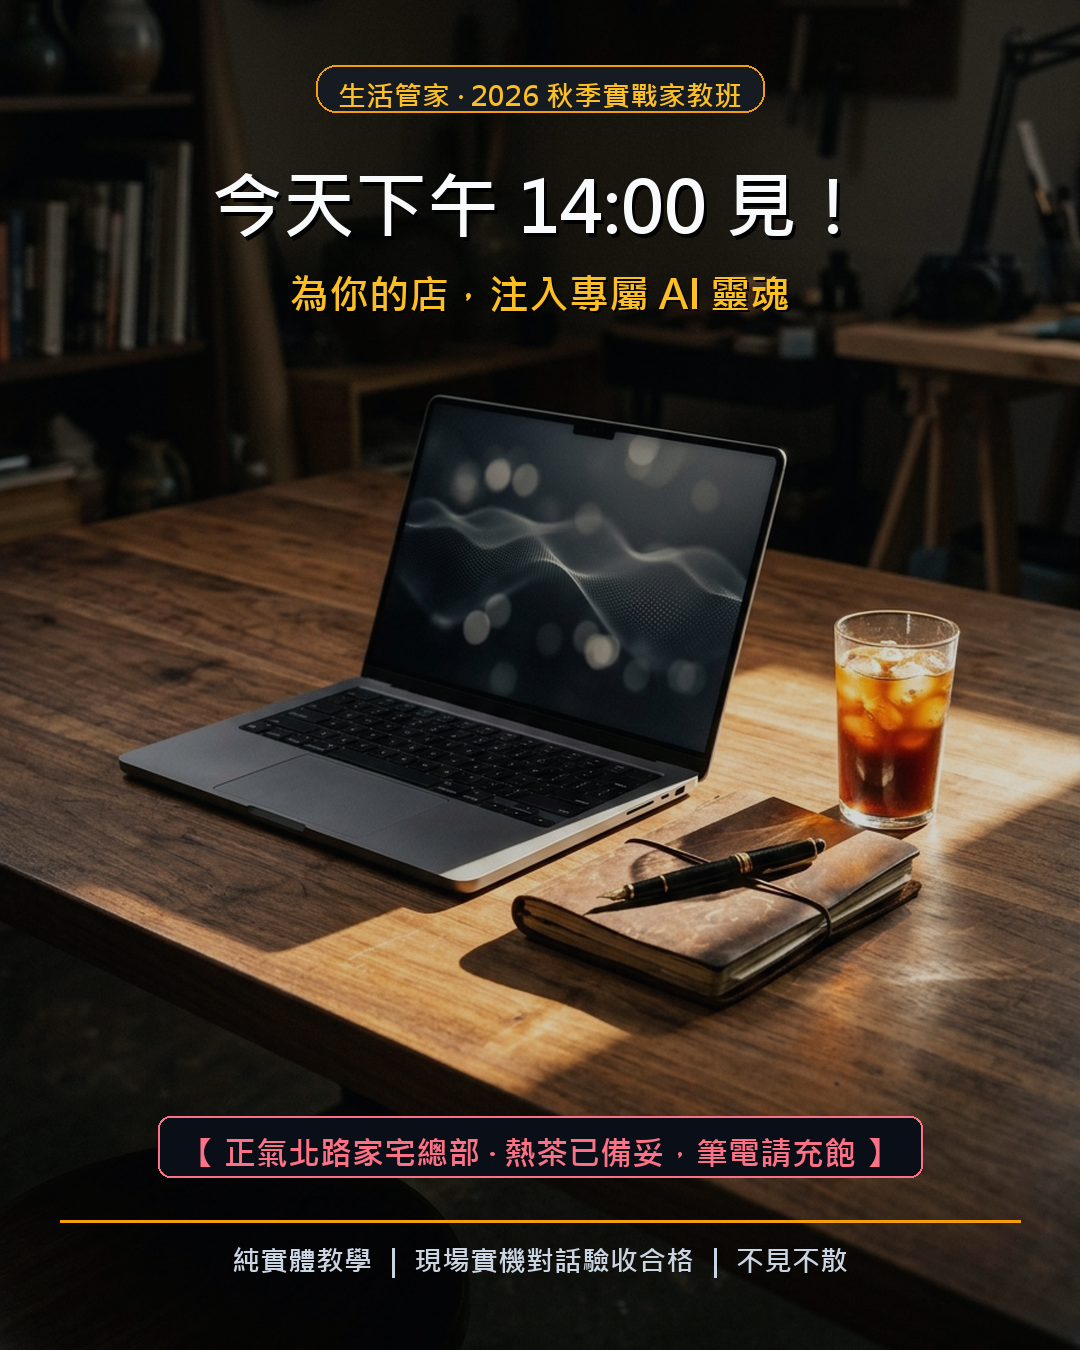 生活管家 · 2026 秋季實戰家教班
今天下午 14:00 見！
為你的店，注入專屬 AI 靈魂
【 正氣北路家宅總部 · 熱茶已備妥，筆電請充飽 】
純實體教學 | 現場實機對話驗收合格 | 不見不散